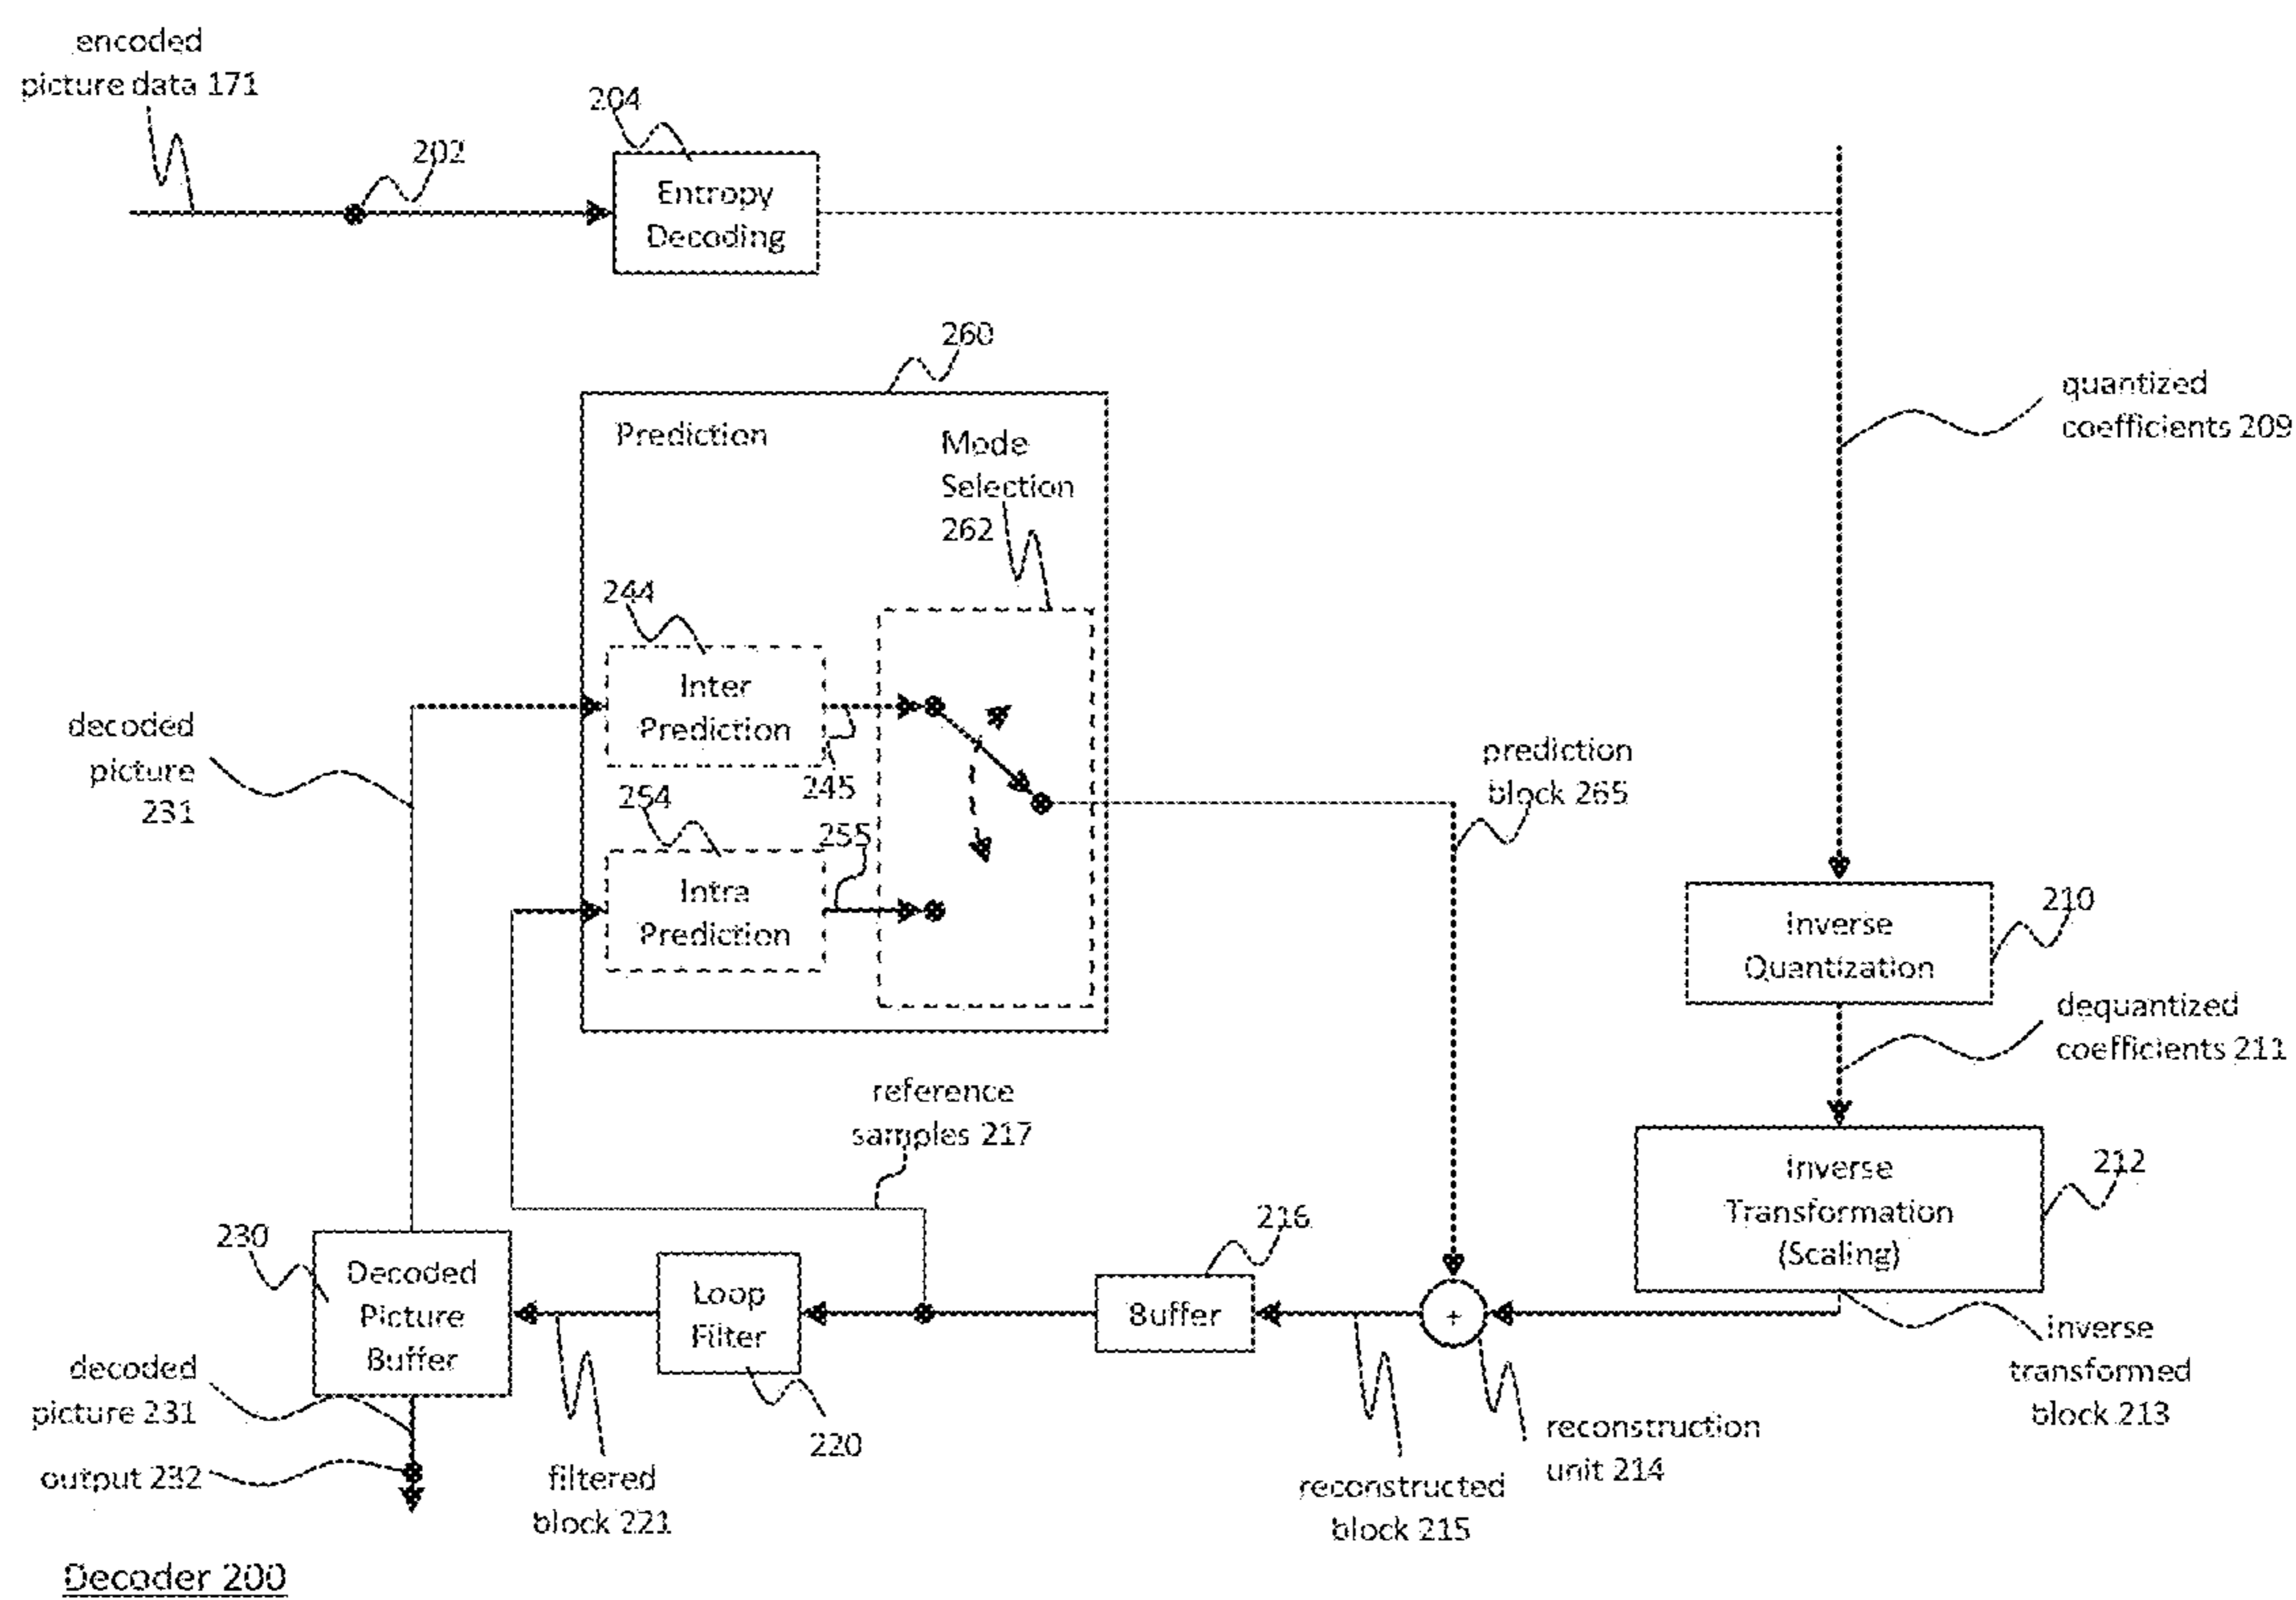 encoded
picture data 171
202
204
Entropy
Decoding
260
Prediction
Mode
Selection
262
quantized
coefficients 209
244
Inter
Prediction
245
254
255
Intra
Prediction
decoded
picture
231
prediction
block 265
210
Inverse
Quantization
dequantized
coefficients 211
reference
samples 217
212
Inverse
Transformation
(Scaling)
216
Buffer
+
230
Decoded
Picture
Buffer
Loop
Filter
220
inverse
transformed
block 213
decoded
picture 231
output 232
filtered
block 221
reconstruction
unit 214
reconstructed
block 215
Decoder 200